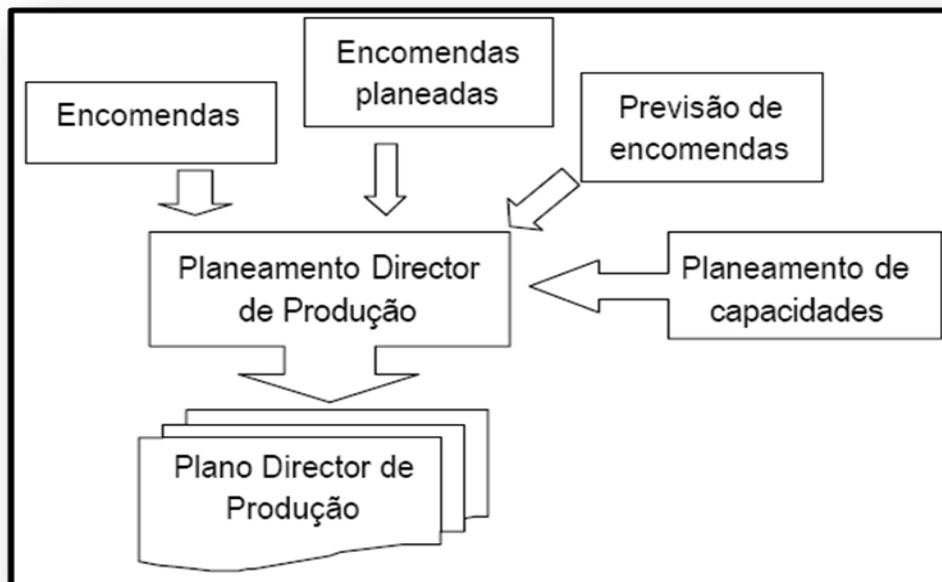 Encomendas
Encomendas
planeadas
Previsão de
encomendas
Planeamento Director
de Produção
Planeamento de
capacidades
Plano Director de
Produção